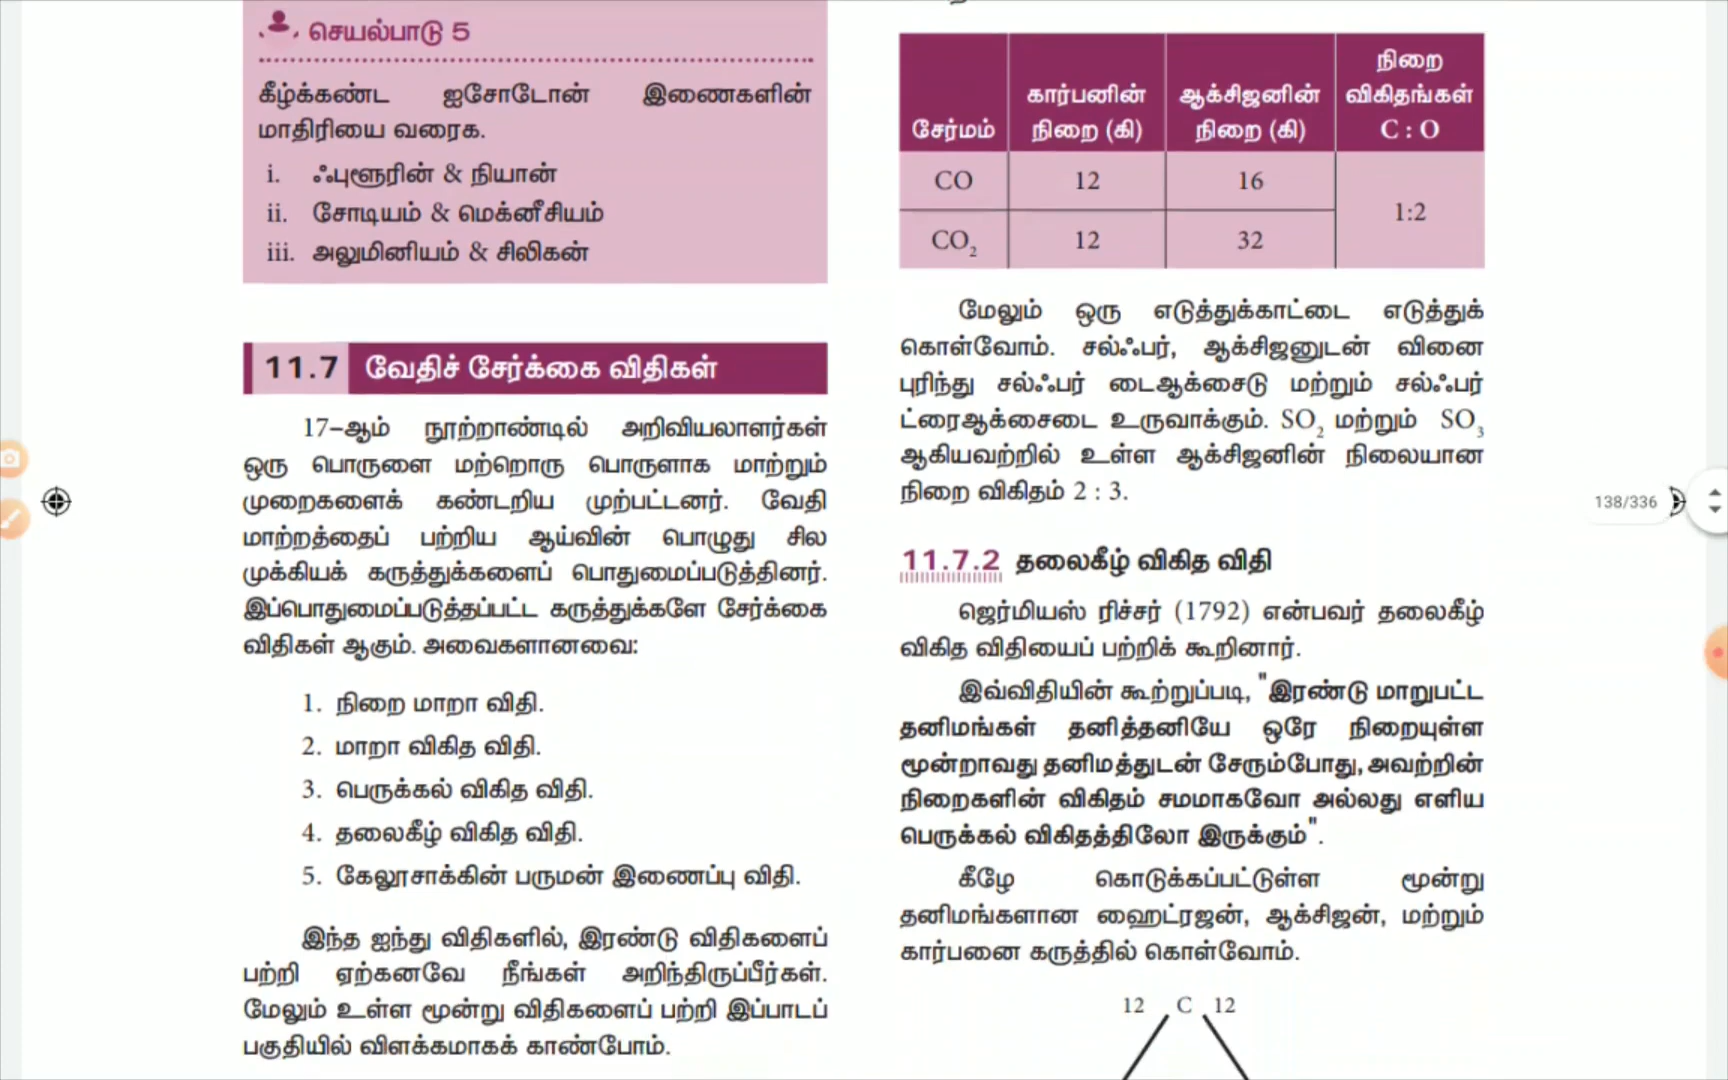 செயல்பாடு 5
கீழ்க்கண்ட ஐசோடோன் இணைகளின்
மாதிரியை வரைக.
i. ஃபுளூரின் & நியான்
ii. சோடியம் & மெக்னீசியம்
iii. அலுமினியம் & சிலிகன்
11.7 வேதிச் சேர்க்கை விதிகள்
17–ஆம் நூற்றாண்டில் அறிவியலாளர்கள்
ஒரு பொருளை மற்றொரு பொருளாக மாற்றும்
முறைகளைக் கண்டறிய முற்பட்டனர். வேதி
மாற்றத்தைப் பற்றிய ஆய்வின் பொழுது சில
முக்கியக் கருத்துக்களைப் பொதுமைப்படுத்தினர்.
இப்பொதுமைப்படுத்தப்பட்ட கருத்துக்களே சேர்க்கை
விதிகள் ஆகும். அவைகளானவை:
1. நிறை மாறா விதி.
2. மாறா விகித விதி.
3. பெருக்கல் விகித விதி.
4. தலைகீழ் விகித விதி.
5. கேலூசாக்கின் பருமன் இணைப்பு விதி.
இந்த ஐந்து விதிகளில், இரண்டு விதிகளைப்
பற்றி ஏற்கனவே நீங்கள் அறிந்திருப்பீர்கள்.
மேலும் உள்ள மூன்று விதிகளைப் பற்றி இப்பாடப்
பகுதியில் விளக்கமாகக் காண்போம்.
சேர்மம் கார்பனின் நிறை (கி) ஆக்சிஜனின் நிறை (கி) நிறை விகிதங்கள் C : O
CO 12 16 1:2
CO₂ 12 32
மேலும் ஒரு எடுத்துக்காட்டை எடுத்துக்
கொள்வோம். சல்ஃபர், ஆக்சிஜனுடன் வினை
புரிந்து சல்ஃபர் டைஆக்சைடு மற்றும் சல்ஃபர்
ட்ரைஆக்சைடை உருவாக்கும். SO₂ மற்றும் SO₃
ஆகியவற்றில் உள்ள ஆக்சிஜனின் நிலையான
நிறை விகிதம் 2 : 3.
11.7.2 தலைகீழ் விகித விதி
ஜெர்மியஸ் ரிச்சர் (1792) என்பவர் தலைகீழ்
விகித விதியைப் பற்றிக் கூறினார்.
இவ்விதியின் கூற்றுப்படி, "இரண்டு மாறுபட்ட
தனிமங்கள் தனித்தனியே ஒரே நிறையுள்ள
மூன்றாவது தனிமத்துடன் சேரும்போது, அவற்றின்
நிறைகளின் விகிதம் சமமாகவோ அல்லது எளிய
பெருக்கல் விகிதத்திலோ இருக்கும்".
கீழே கொடுக்கப்பட்டுள்ள மூன்று
தனிமங்களான ஹைட்ரஜன், ஆக்சிஜன், மற்றும்
கார்பனை கருத்தில் கொள்வோம்.
12 C 12
138/336